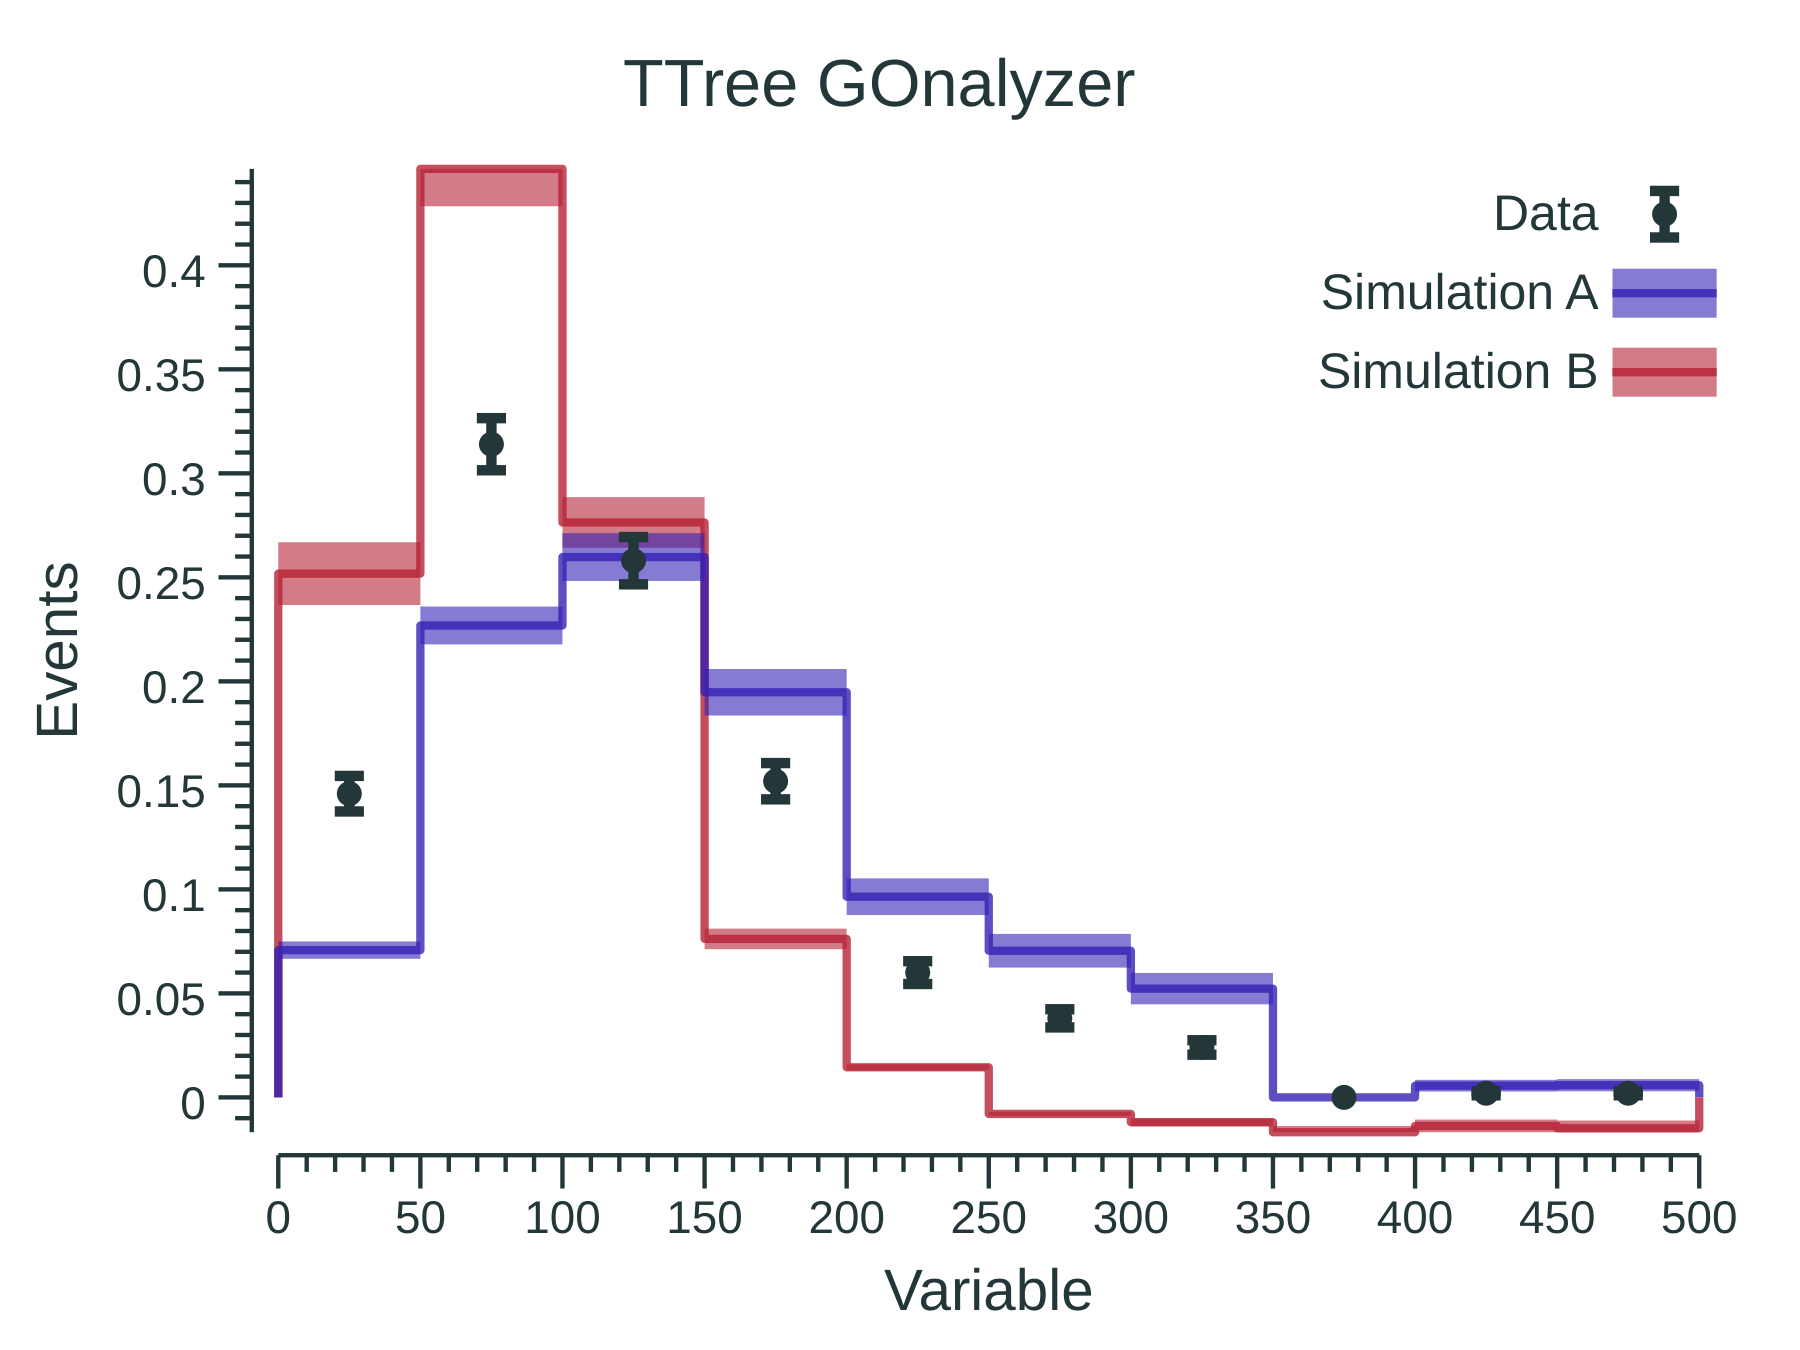 TTree GOnalyzer
Data
Simulation A
Simulation B
Events
0.4
0.35
0.3
0.25
0.2
0.15
0.1
0.05
0
0 50 100 150 200 250 300 350 400 450 500
Variable